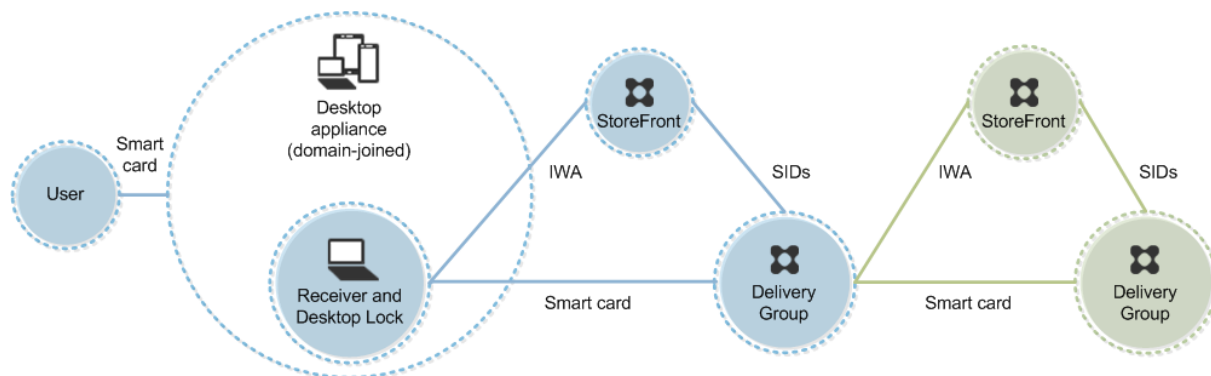 User
Smart
card
Desktop
appliance
(domain-joined)
Receiver and
Desktop Lock
IWA
StoreFront
SIDs
Smart card
Delivery
Group
IWA
StoreFront
SIDs
Smart card
Delivery
Group